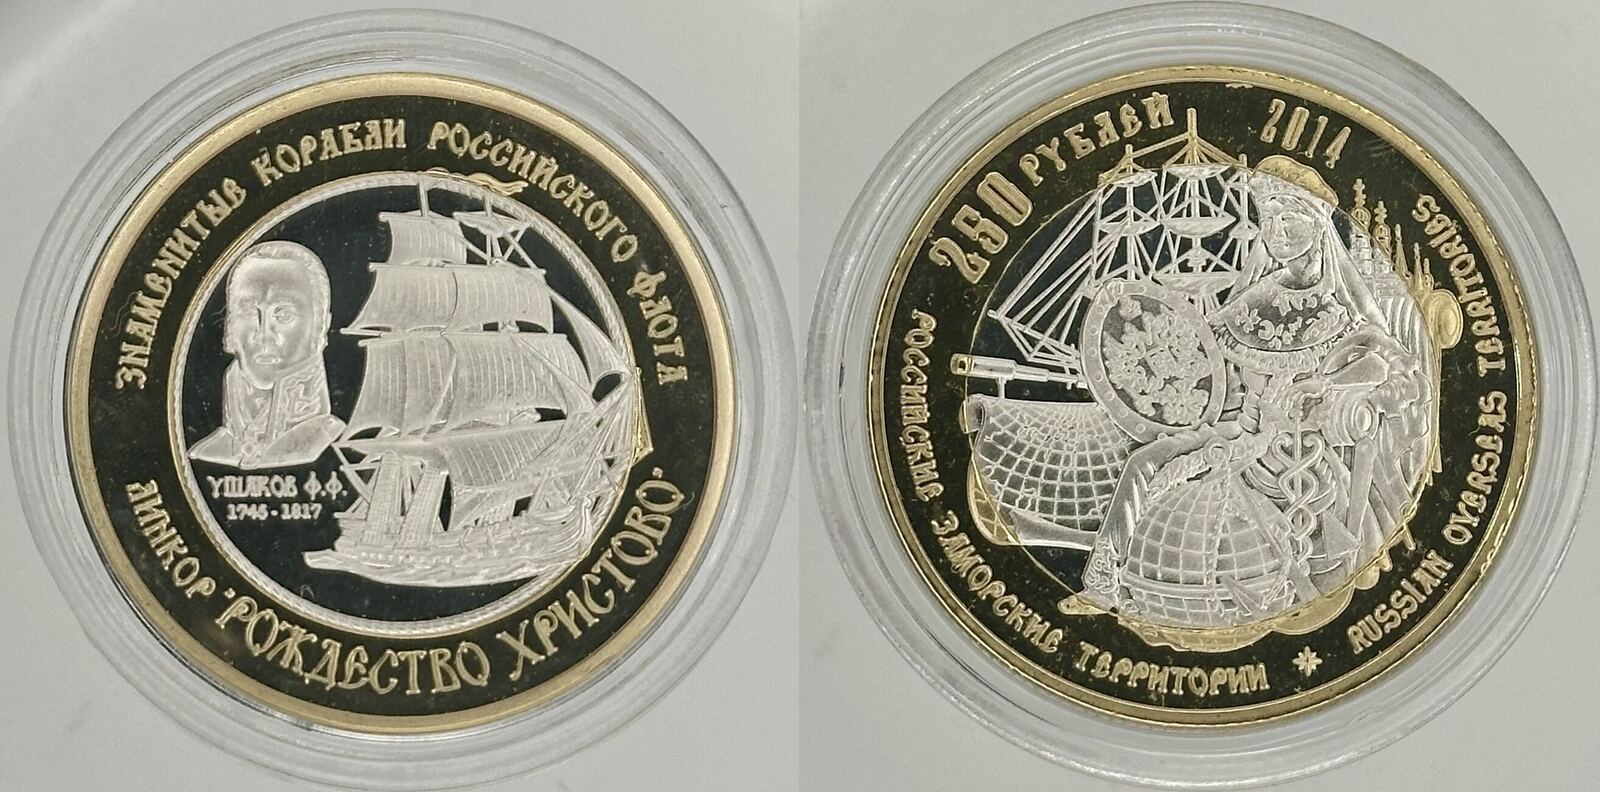 ЗНАМЕНИТЫЕ КОРАБЛИ РОССИЙСКОГО ФЛОТА
УШАКОВ Ф.Ф.
1745 - 1817
ЛИНКОР "РОЖДЕСТВО ХРИСТОВО"
250 РУБЛЕЙ 2014
РОССИЙСКИЕ ЗАМОРСКИЕ ТЕРРИТОРИИ * RUSSIAN OVERSEAS TERRITORIES